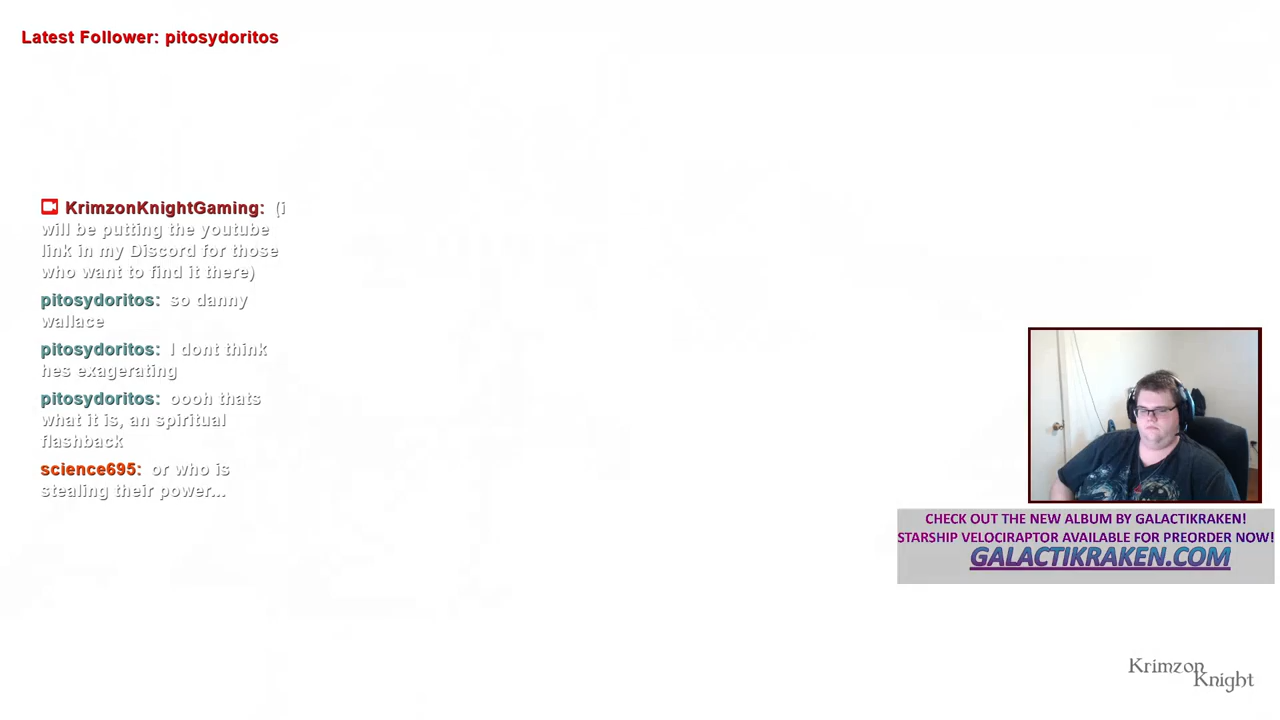 Latest Follower: pitosydoritos
KrimzonKnightGaming: (i
will be putting the youtube
link in my Discord for those
who want to find it there)
pitosydoritos: so danny
wallace
pitosydoritos: I dont think
hes exagerating
pitosydoritos: oooh thats
what it is, an spiritual
flashback
science695: or who is
stealing their power...
CHECK OUT THE NEW ALBUM BY GALACTIKRAKEN!
STARSHIP VELOCIRAPTOR AVAILABLE FOR PREORDER NOW!
GALACTIKRAKEN.COM
Krimzon
Knight